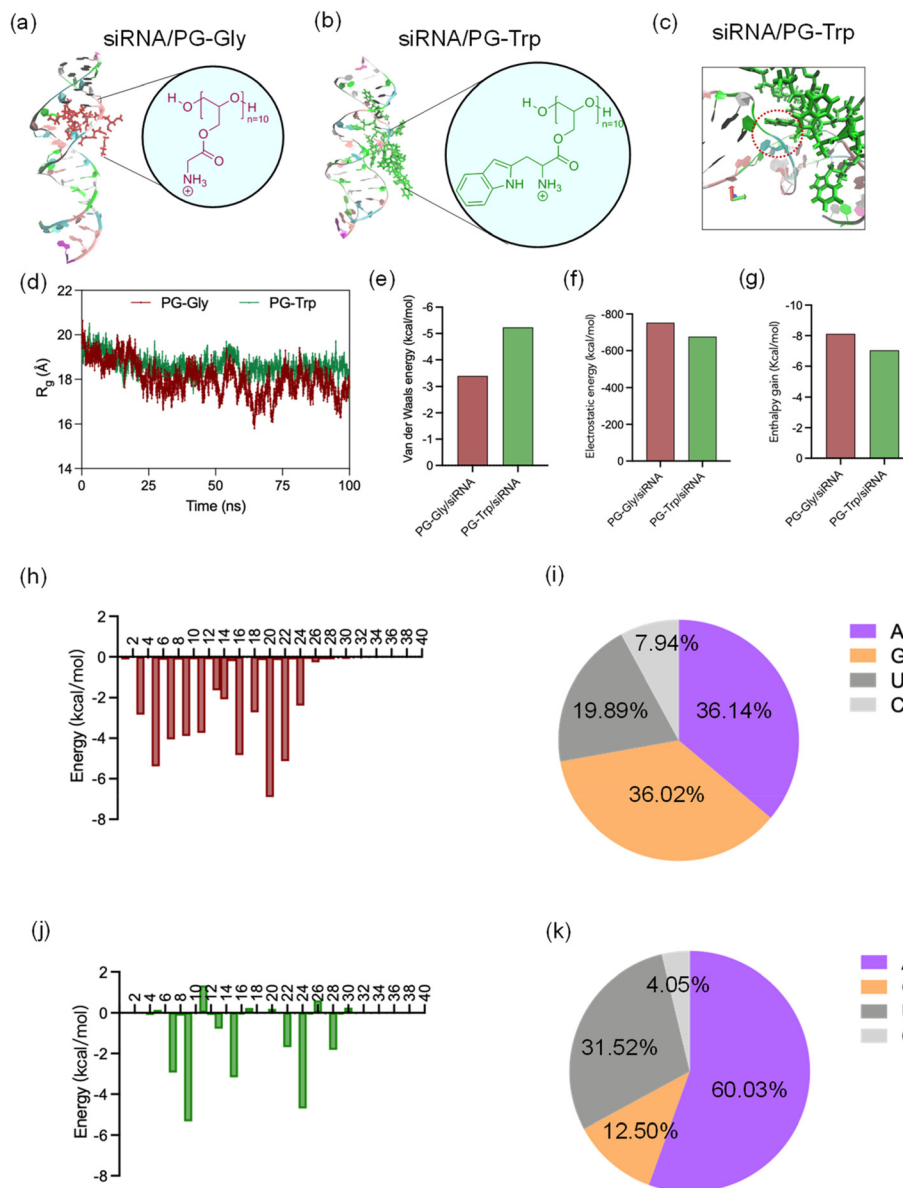 (a)
siRNA/PG-Gly
(b)
siRNA/PG-Trp
(c)
siRNA/PG-Trp
HO
O
H
n=10
O
O
NH3
⊕
HO
O
H
n=10
O
O
NH
NH3
⊕
(d)
PG-Gly PG-Trp
22
20
18
16
14
Rg (Å)
0 25 50 75 100
Time (ns)
(e)
-6
-5
-4
-3
-2
-1
0
Van der Waals energy (kcal/mol)
PG-Gly/siRNA
PG-Trp/siRNA
(f)
-800
-600
-400
-200
0
Electrostatic energy (kcal/mol)
PG-Gly/siRNA
PG-Trp/siRNA
(g)
-10
-8
-6
-4
-2
0
Enthalpy gain (Kcal/mol)
PG-Gly/siRNA
PG-Trp/siRNA
(h)
2
0
-2
-4
-6
-8
Energy (kcal/mol)
2 4 6 8 10 12 14 16 18 20 22 24 26 28 30 32 34 36 38 40
(i)
7.94%
19.89%
36.14%
36.02%
A
G
U
C
(j)
2
0
-2
-4
-6
-8
Energy (kcal/mol)
2 4 6 8 10 12 14 16 18 20 22 24 26 28 30 32 34 36 38 40
(k)
4.05%
31.52%
60.03%
12.50%